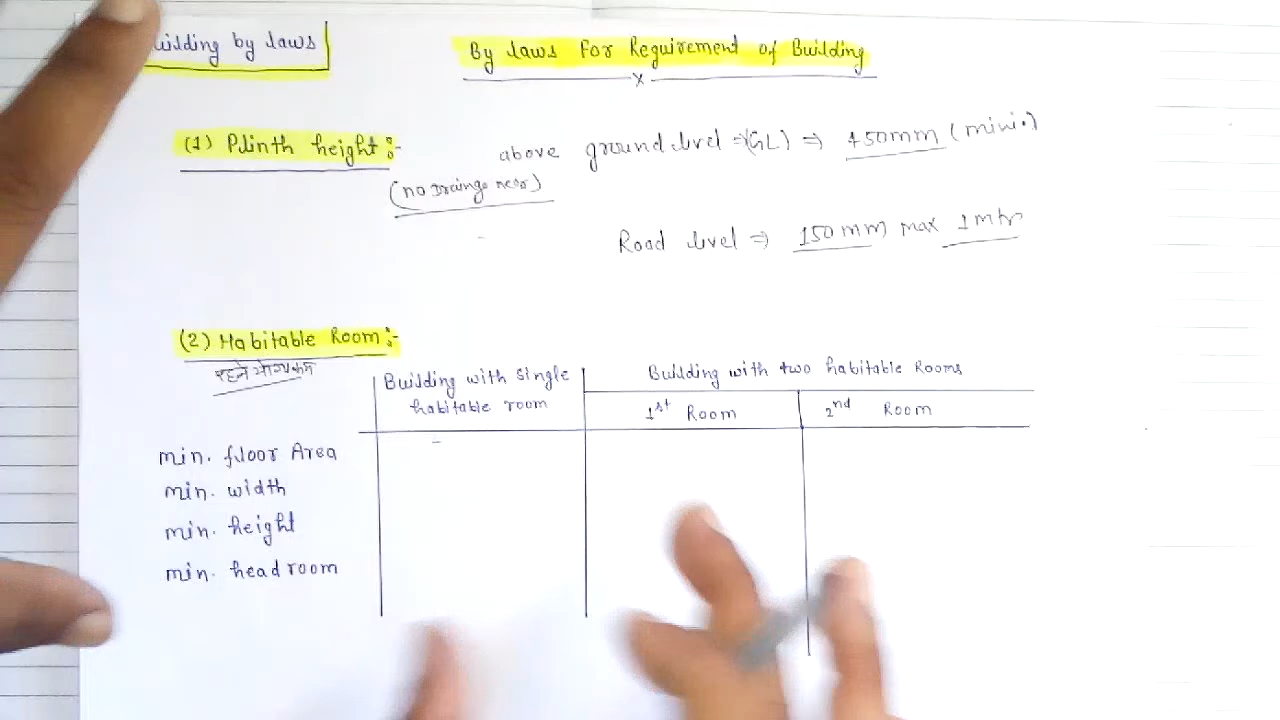 uilding by laws
By laws For Requirement of Building
x
(1) Plinth height:-
above ground level ⇒(GL) ⇒ 450mm (mini.)
(no Drainge near)
Road level ⇒ 150mm max 1mtr
(2) Habitable Room:-
रहने योग्य
Building with single habitable room
Building with two habitable Rooms
1st Room
2nd Room
min. floor Area
min. width
min. height
min. head room